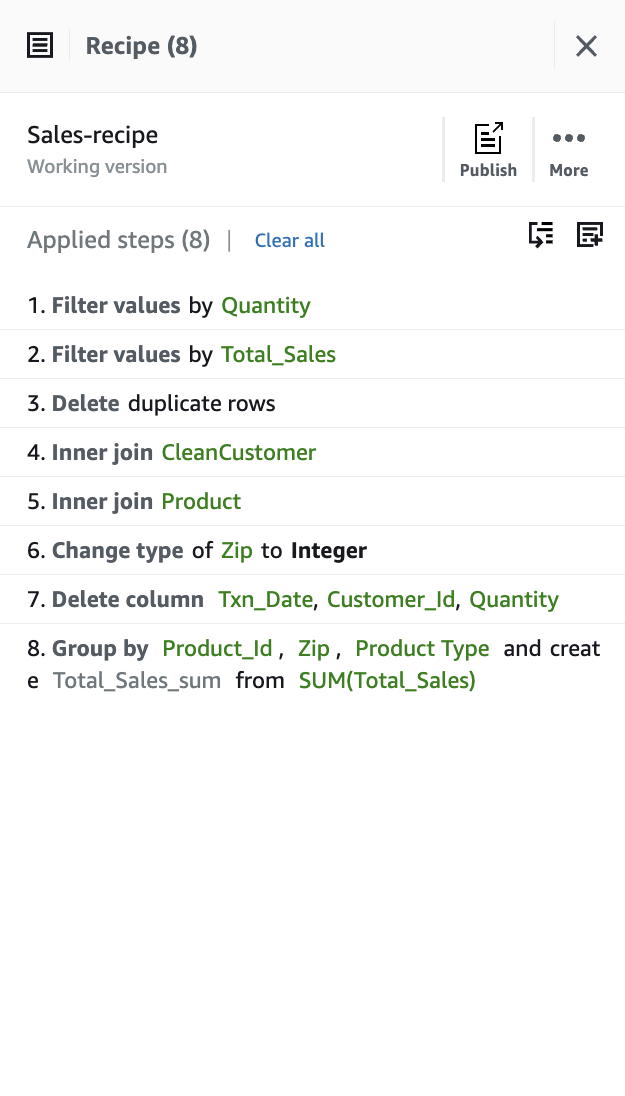 Recipe (8)
Sales-recipe
Working version
Publish
More
Applied steps (8) | Clear all
1. Filter values by Quantity
2. Filter values by Total_Sales
3. Delete duplicate rows
4. Inner join CleanCustomer
5. Inner join Product
6. Change type of Zip to Integer
7. Delete column Txn_Date, Customer_Id, Quantity
8. Group by Product_Id , Zip , Product Type and creat
e Total_Sales_sum from SUM(Total_Sales)